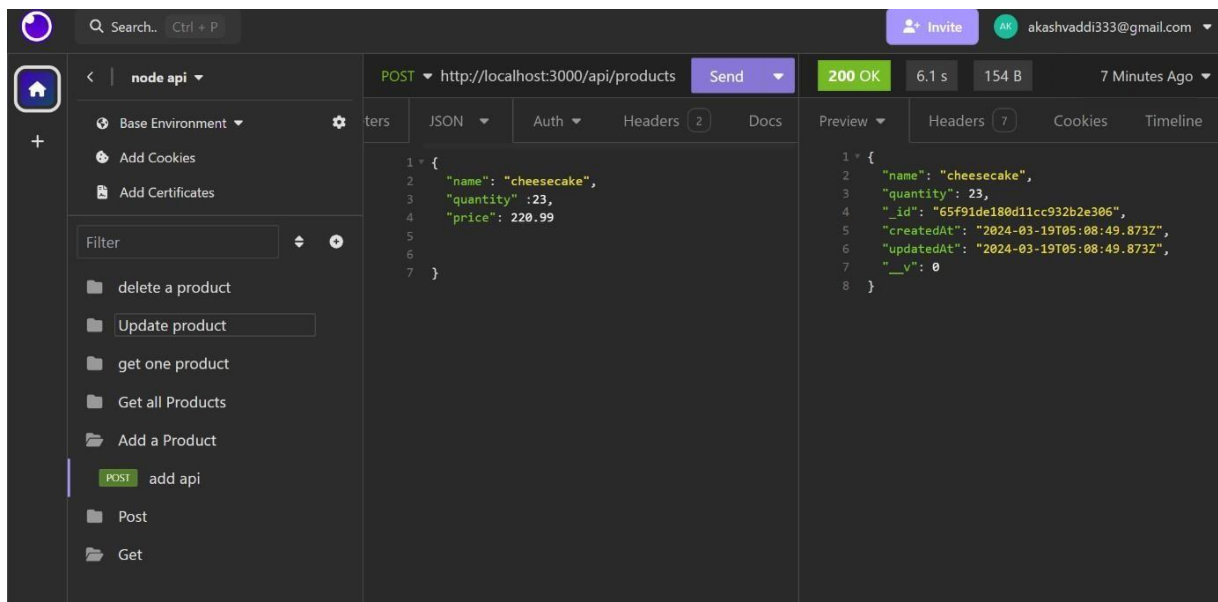 Search.. Ctrl + P
Invite
AK
akashvaddi333@gmail.com
node api
Base Environment
Add Cookies
Add Certificates
Filter
delete a product
Update product
get one product
Get all Products
Add a Product
POST add api
Post
Get
POST http://localhost:3000/api/products Send
ters JSON Auth Headers 2 Docs
1 {
2 "name": "cheesecake",
3 "quantity" :23,
4 "price": 220.99
5
6
7 }
200 OK 6.1 s 154 B 7 Minutes Ago
Preview Headers 7 Cookies Timeline
1 {
2 "name": "cheesecake",
3 "quantity": 23,
4 "_id": "65f91de180d11cc932b2e306",
5 "createdAt": "2024-03-19T05:08:49.873Z",
6 "updatedAt": "2024-03-19T05:08:49.873Z",
7 "__v": 0
8 }